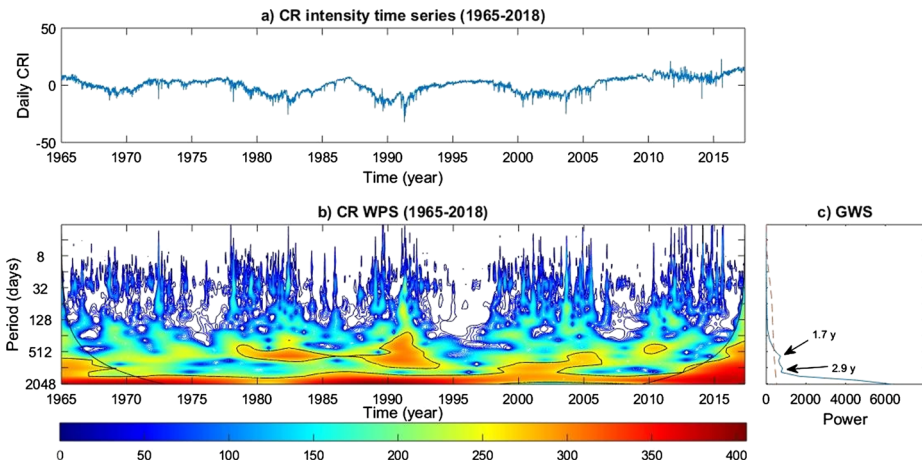 a) CR intensity time series (1965-2018)
50
0
-50
Daily CRI
1965 1970 1975 1980 1985 1990 1995 2000 2005 2010 2015
Time (year)
b) CR WPS (1965-2018)
8
32
128
512
2048
Period (days)
1965 1970 1975 1980 1985 1990 1995 2000 2005 2010 2015
Time (year)
0 50 100 150 200 250 300 350 400
c) GWS
1.7 y
2.9 y
0 2000 4000 6000
Power